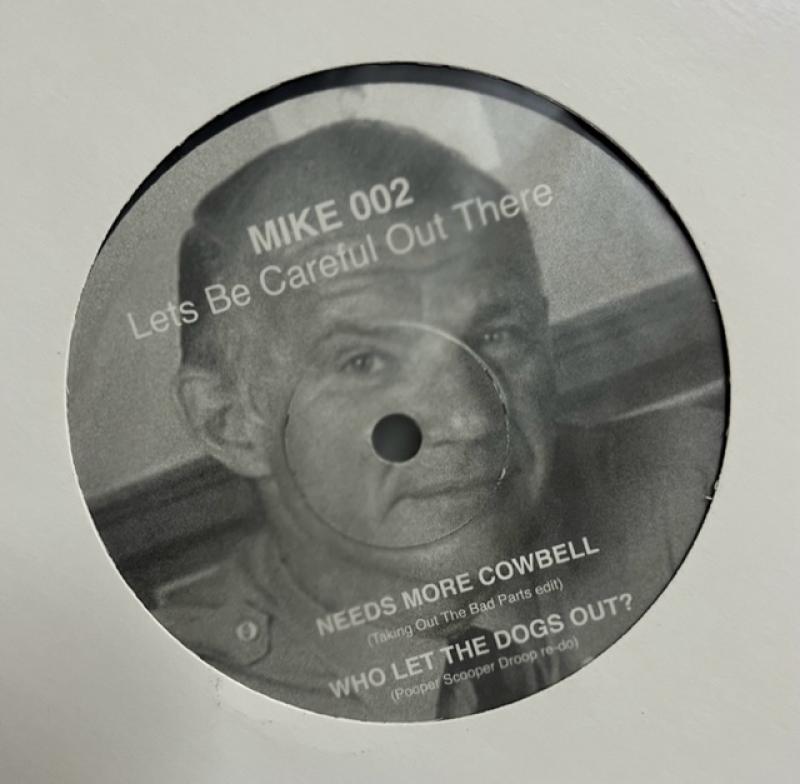 MIKE 002
Lets Be Careful Out There
NEEDS MORE COWBELL
(Taking Out The Bad Parts edit)
WHO LET THE DOGS OUT?
(Pooper Scooper Droop re-do)